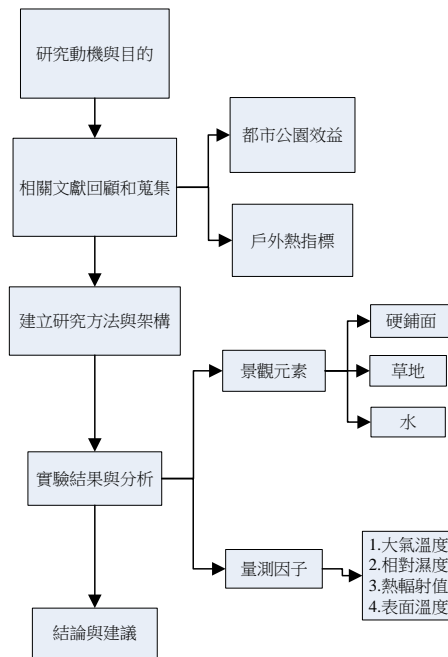 研究動機與目的
相關文獻回顧和蒐集
都市公園效益
戶外熱指標
建立研究方法與架構
實驗結果與分析
景觀元素
硬鋪面
草地
水
量測因子
1.大氣溫度
2.相對濕度
3.熱輻射值
4.表面溫度
結論與建議